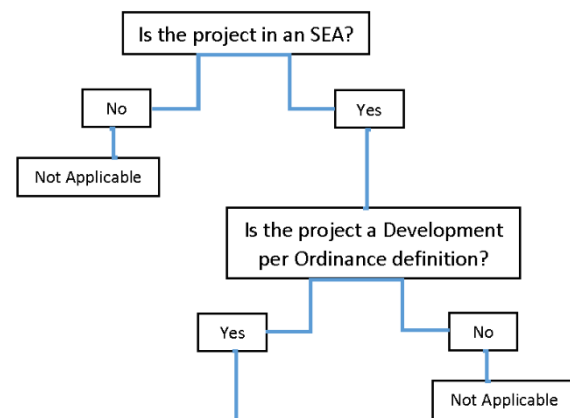 Is the project in an SEA?
No
Yes
Not Applicable
Is the project a Development
per Ordinance definition?
Yes
No
Not Applicable